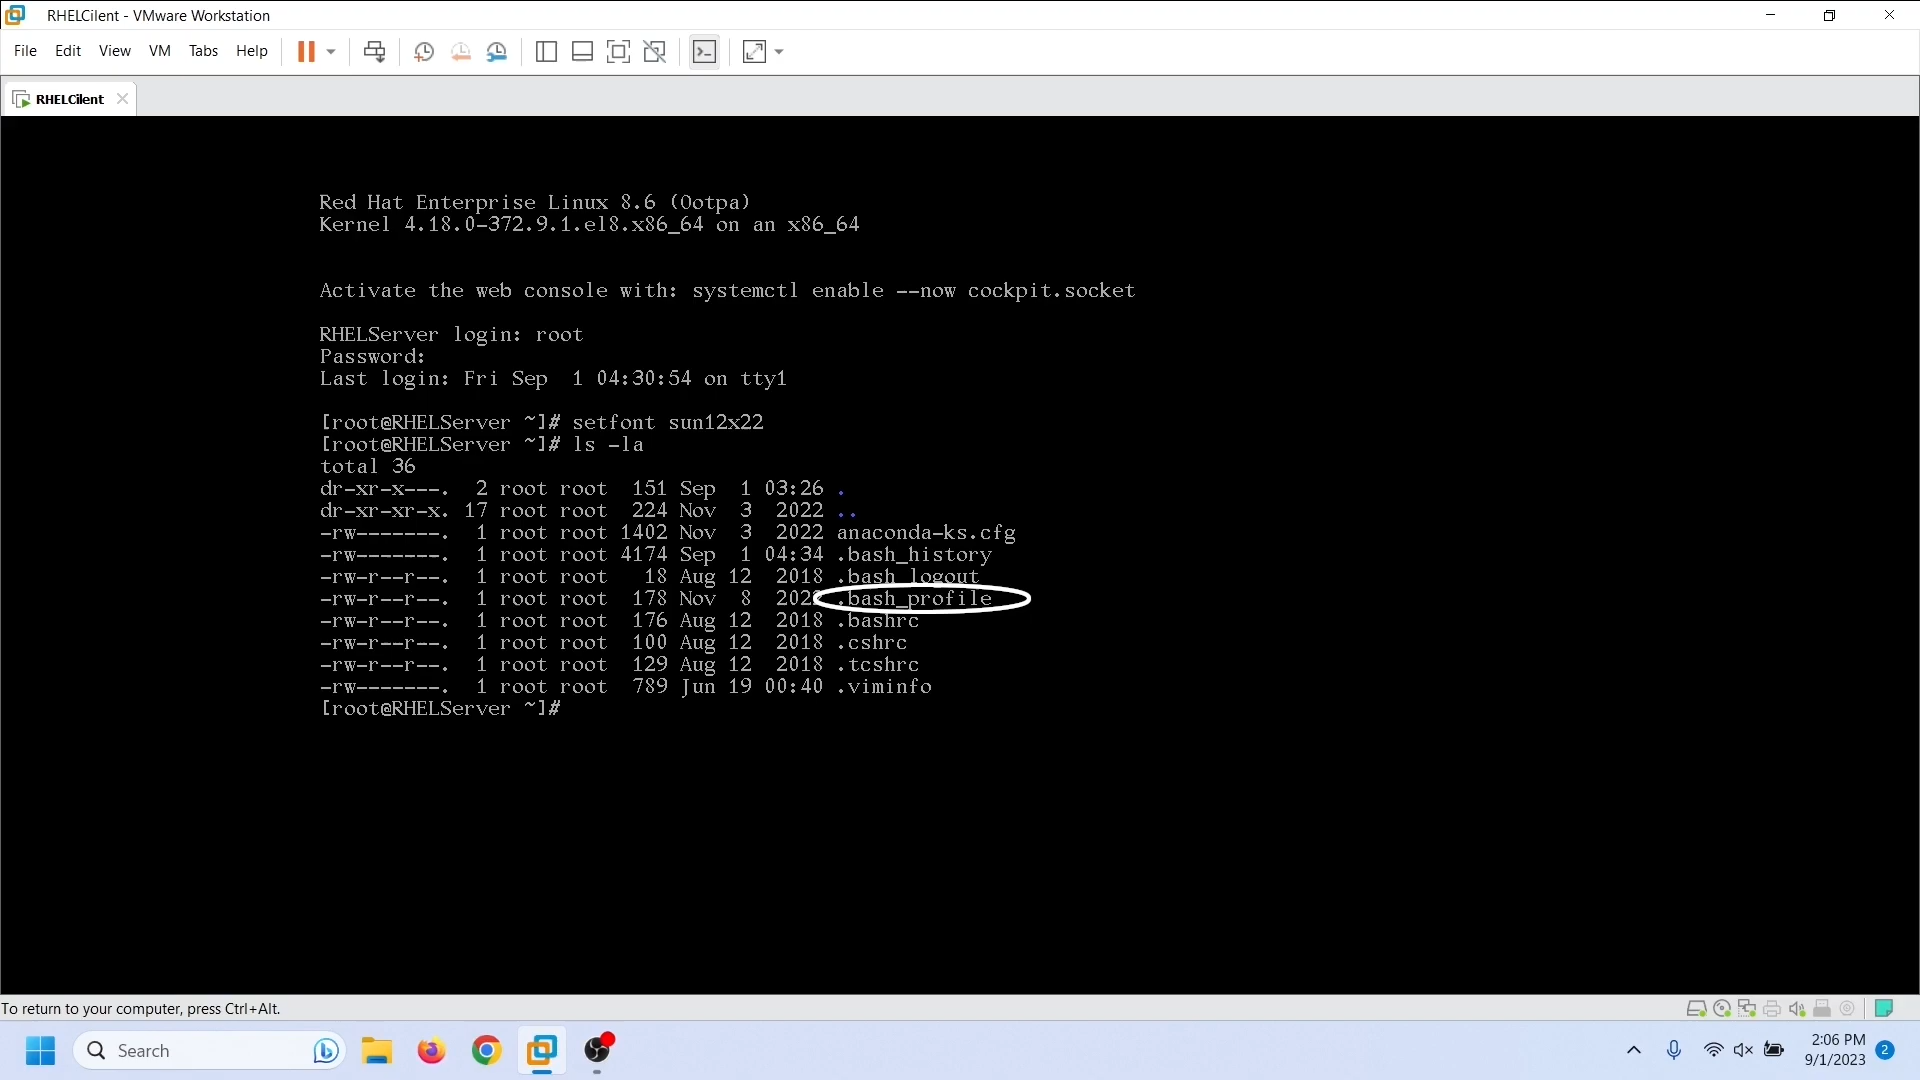 RHELCilent - VMware Workstation
File Edit View VM Tabs Help
RHELCilent
Red Hat Enterprise Linux 8.6 (Ootpa)
Kernel 4.18.0-372.9.1.el8.x86_64 on an x86_64
Activate the web console with: systemctl enable --now cockpit.socket
RHELServer login: root
Password:
Last login: Fri Sep  1 04:30:54 on tty1
[root@RHELServer ~]# setfont sun12x22
[root@RHELServer ~]# ls -la
total 36
dr-xr-x---.  2 root root  151 Sep  1 03:26 .
dr-xr-xr-x. 17 root root  224 Nov  3  2022 ..
-rw-------.  1 root root 1402 Nov  3  2022 anaconda-ks.cfg
-rw-------.  1 root root 4174 Sep  1 04:34 .bash_history
-rw-r--r--.  1 root root   18 Aug 12  2018 .bash_logout
-rw-r--r--.  1 root root  178 Nov  8  2022 .bash_profile
-rw-r--r--.  1 root root  176 Aug 12  2018 .bashrc
-rw-r--r--.  1 root root  100 Aug 12  2018 .cshrc
-rw-r--r--.  1 root root  129 Aug 12  2018 .tcshrc
-rw-------.  1 root root  789 Jun 19 00:40 .viminfo
[root@RHELServer ~]#
To return to your computer, press Ctrl+Alt.
Search
2:06 PM
9/1/2023
2